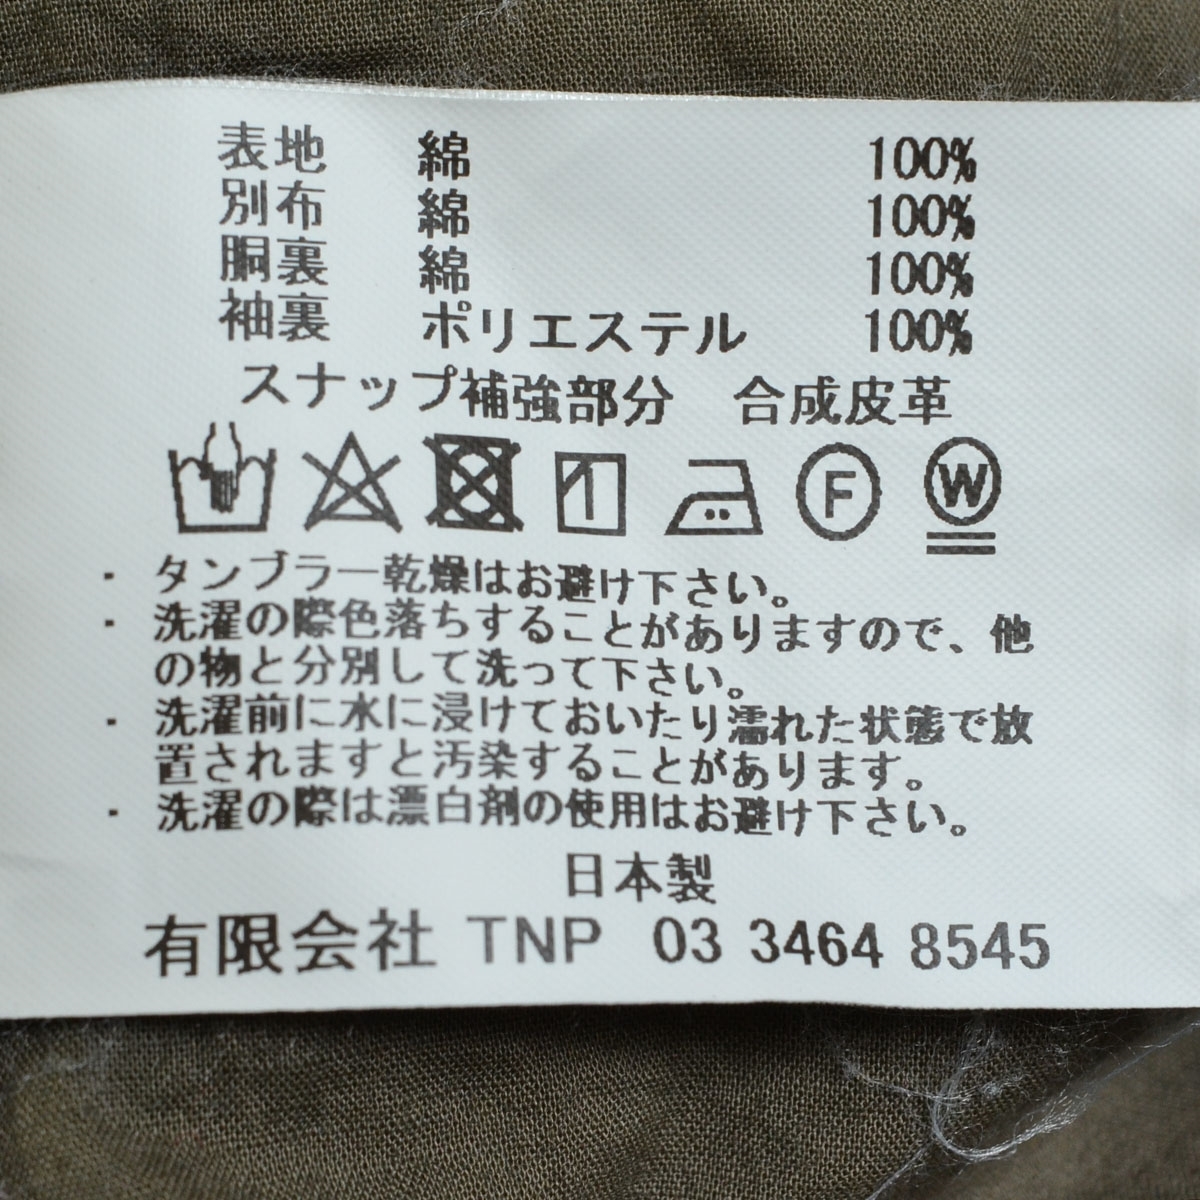 表地 綿 100%
別布 綿 100%
胴裏 綿 100%
袖裏 ポリエステル 100%
スナップ補強部分 合成皮革
F W
・タンブラー乾燥はお避け下さい。
・洗濯の際色落ちすることがありますので、他
の物と分別して洗って下さい。
・洗濯前に水に浸けておいたり濡れた状態で放
置されますと汚染することがあります。
・洗濯の際は漂白剤の使用はお避け下さい。
日本製
有限会社 TNP 03 3464 8545